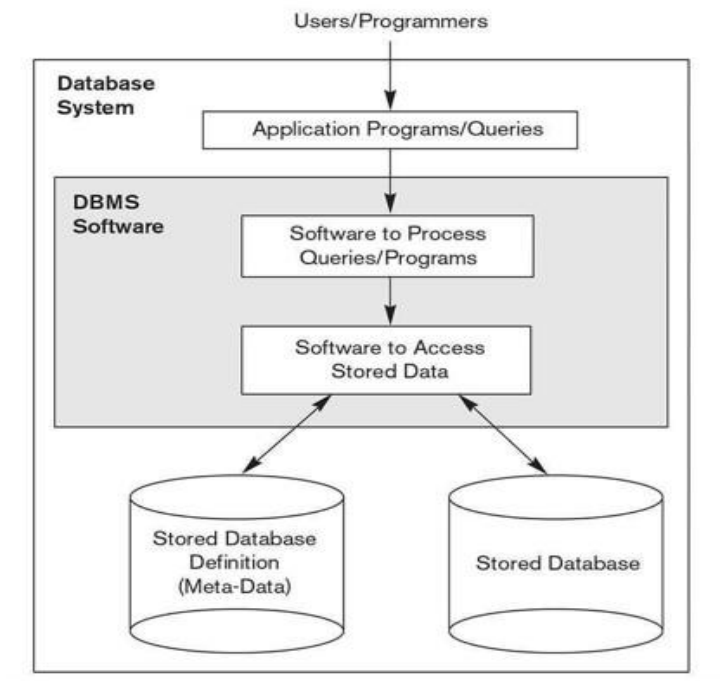 Users/Programmers
Database
System
Application Programs/Queries
DBMS
Software
Software to Process
Queries/Programs
Software to Access
Stored Data
Stored Database
Definition
(Meta-Data)
Stored Database